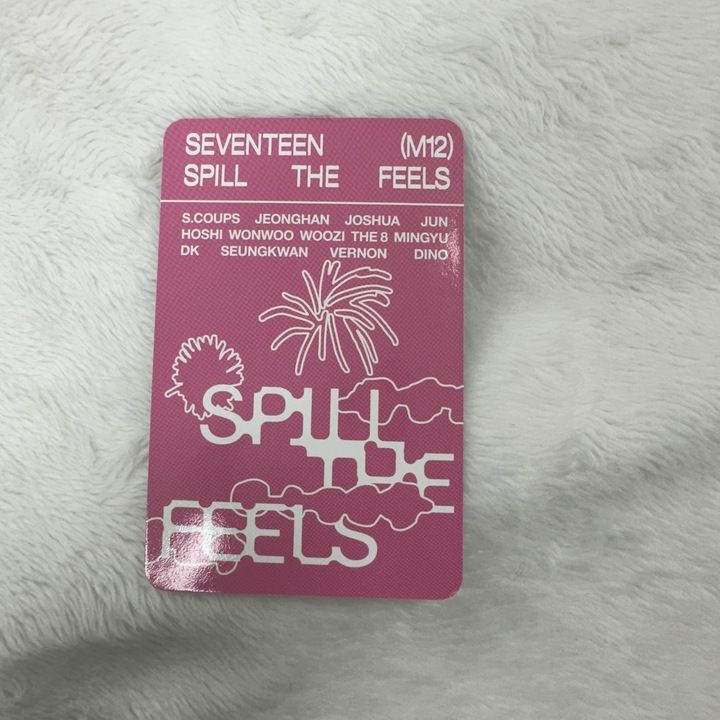 SEVENTEEN (M12)
SPILL THE FEELS
S.COUPS JEONGHAN JOSHUA JUN
HOSHI WONWOO WOOZI THE 8 MINGYU
DK SEUNGKWAN VERNON DINO
SPILL
THE
FEELS